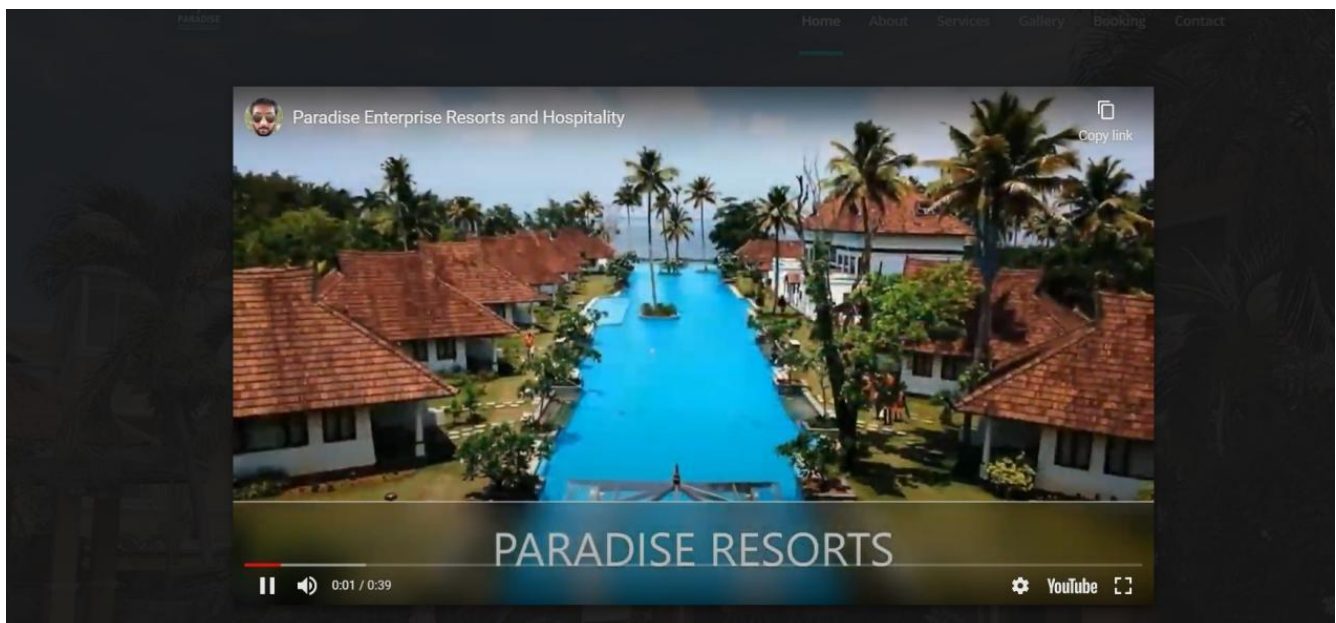 PARADISE
Home About Services Gallery Booking Contact
Paradise Enterprise Resorts and Hospitality
Copy link
PARADISE RESORTS
0:01 / 0:39
YouTube